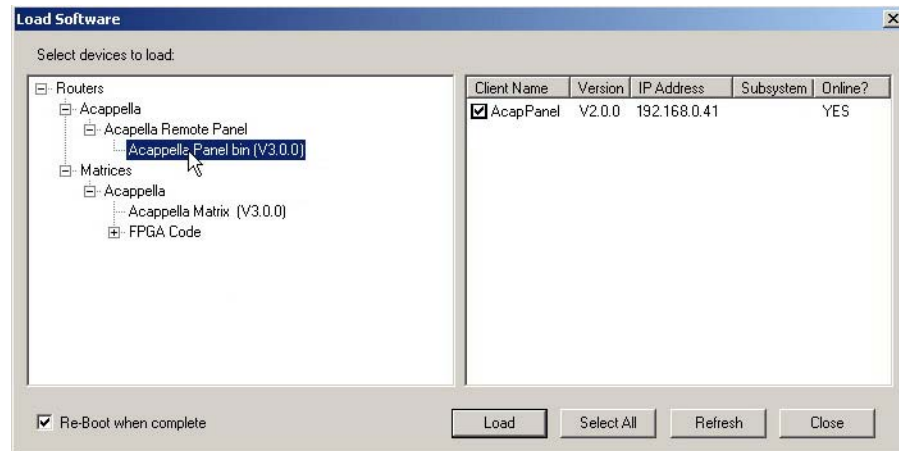 Load Software
Select devices to load:
Routers
Acappella
Acapella Remote Panel
Acappella Panel bin (V3.0.0)
Matrices
Acappella
Acappella Matrix (V3.0.0)
FPGA Code
Client Name Version IP Address Subsystem Online?
AcapPanel V2.0.0 192.168.0.41 YES
Re-Boot when complete
Load Select All Refresh Close